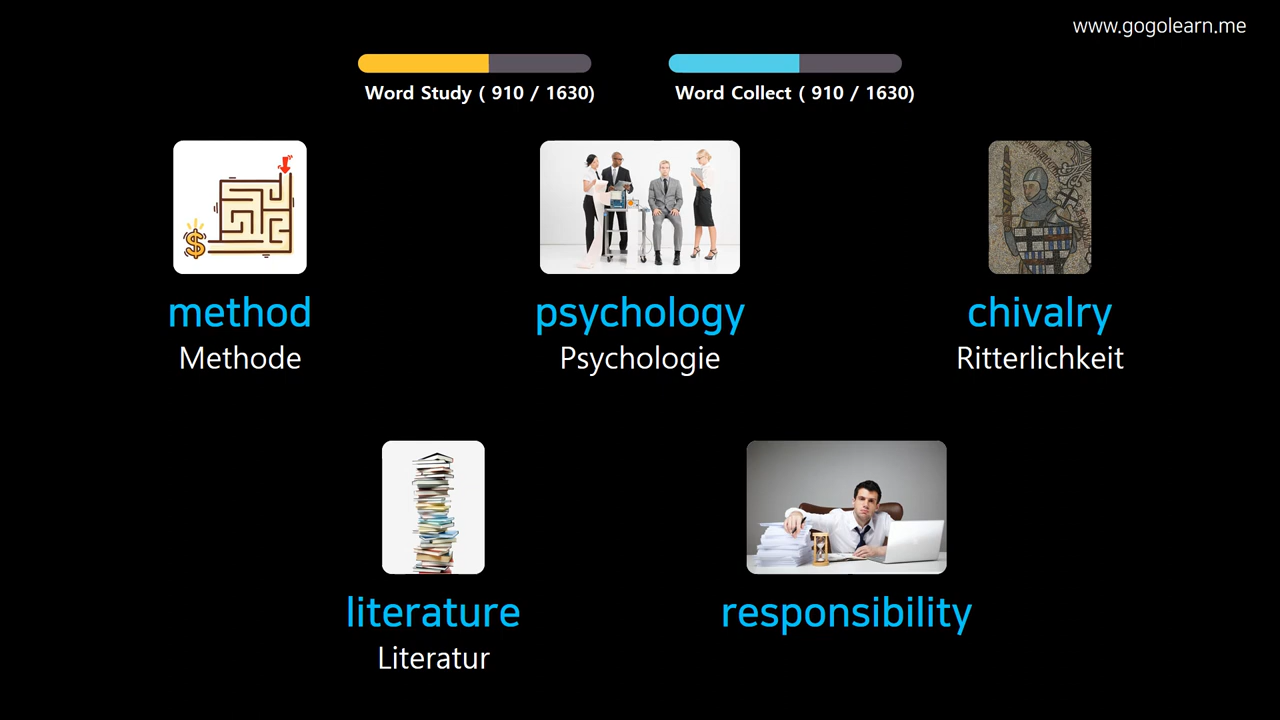 www.gogolearn.me
Word Study ( 910 / 1630)
Word Collect ( 910 / 1630)
method
Methode
psychology
Psychologie
chivalry
Ritterlichkeit
literature
Literatur
responsibility